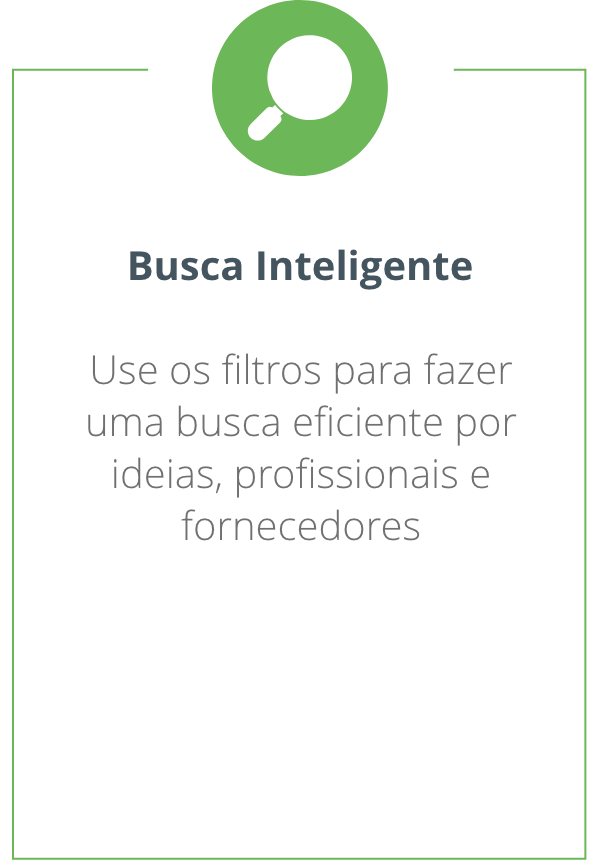 Busca Inteligente
Use os filtros para fazer
uma busca eficiente por
ideias, profissionais e
fornecedores